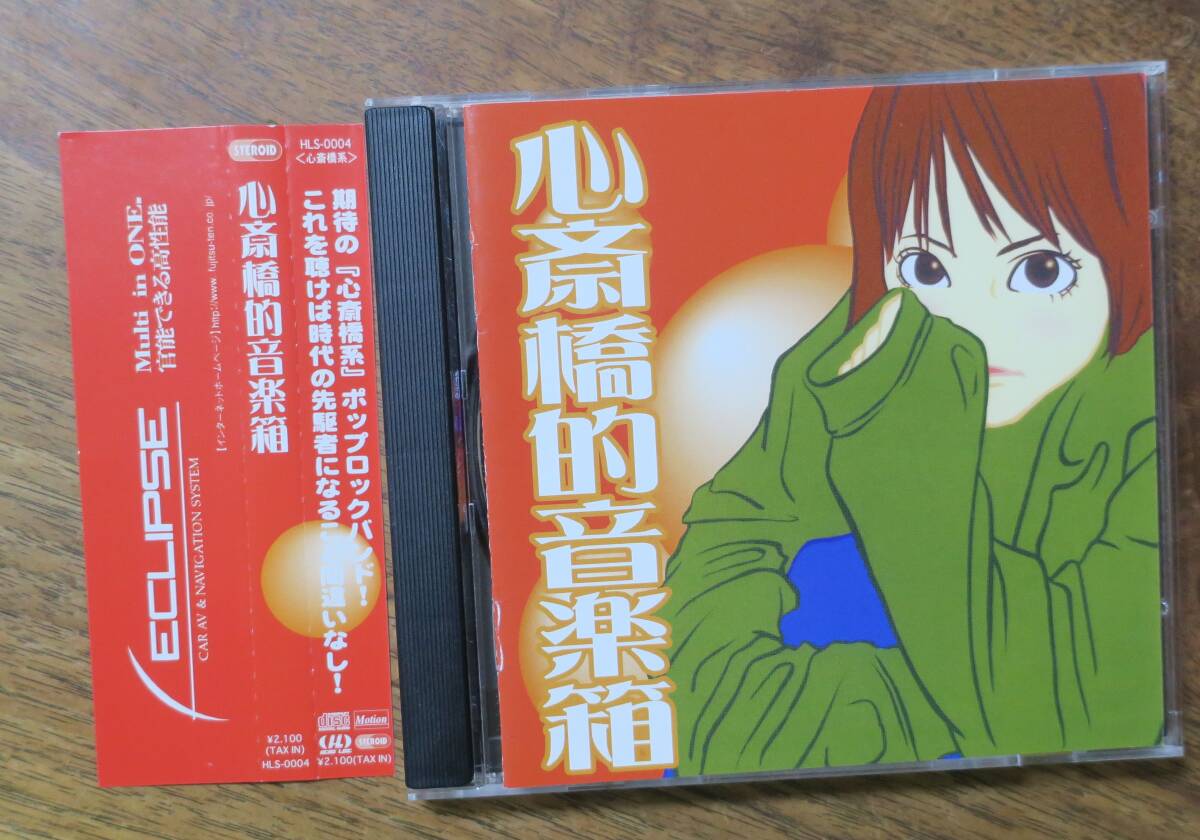 心斎橋的音楽箱
HLS-0004
<心斎橋系>
期待の『心斎橋系』ポップロックバンド!
これを聴けば時代の先駆者になること間違いなし!
disc
Motion
STEROID
¥2.100(TAX IN)
STEROID
心斎橋的音楽箱
¥2.100
(TAX IN)
HLS-0004
Multi in ONE.
官能できる高性能
ECLIPSE
CAR AV & NAVIGATION SYSTEM
【インターネットホームページ】http://www.fujitsu-ten.co.jp/